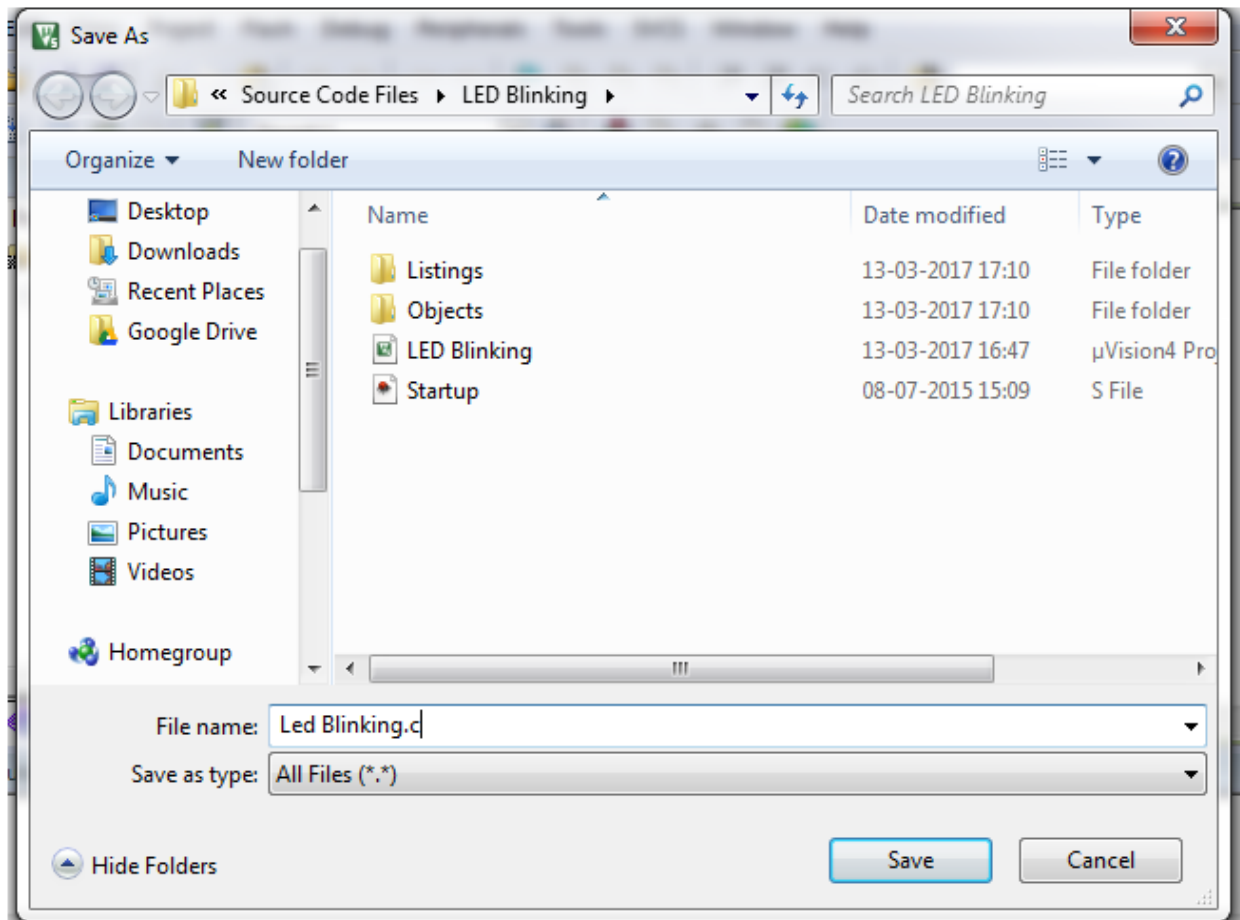 Save As
« Source Code Files LED Blinking Search LED Blinking
Organize New folder
Desktop
Downloads
Recent Places
Google Drive
Libraries
Documents
Music
Pictures
Videos
Homegroup
Name Date modified Type
Listings 13-03-2017 17:10 File folder
Objects 13-03-2017 17:10 File folder
LED Blinking 13-03-2017 16:47 µVision4 Pro
Startup 08-07-2015 15:09 S File
File name: Led Blinking.c
Save as type: All Files (*.*)
Hide Folders Save Cancel